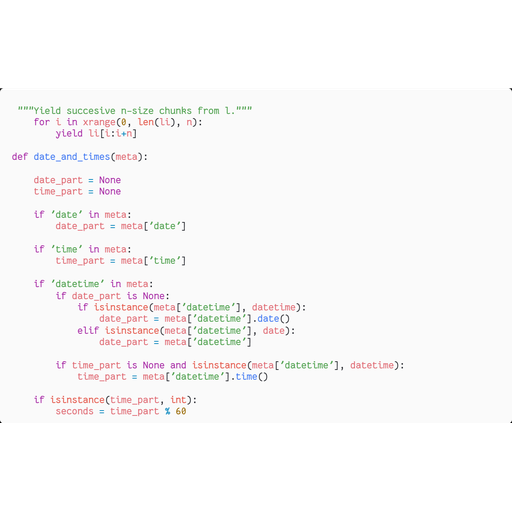 """Yield succesive n-size chunks from l."""
for i in xrange(0, len(li), n):
yield li[i:i+n]
def date_and_times(meta):
date_part = None
time_part = None
if ‘date’ in meta:
date_part = meta[‘date’]
if ‘time’ in meta:
time_part = meta[‘time’]
if ‘datetime’ in meta:
if date_part is None:
if isinstance(meta[‘datetime’], datetime):
date_part = meta[‘datetime’].date()
elif isinstance(meta[‘datetime’], date):
date_part = meta[‘datetime’]
if time_part is None and isinstance(meta[‘datetime’], datetime):
time_part = meta[‘datetime’].time()
if isinstance(time_part, int):
seconds = time_part % 60